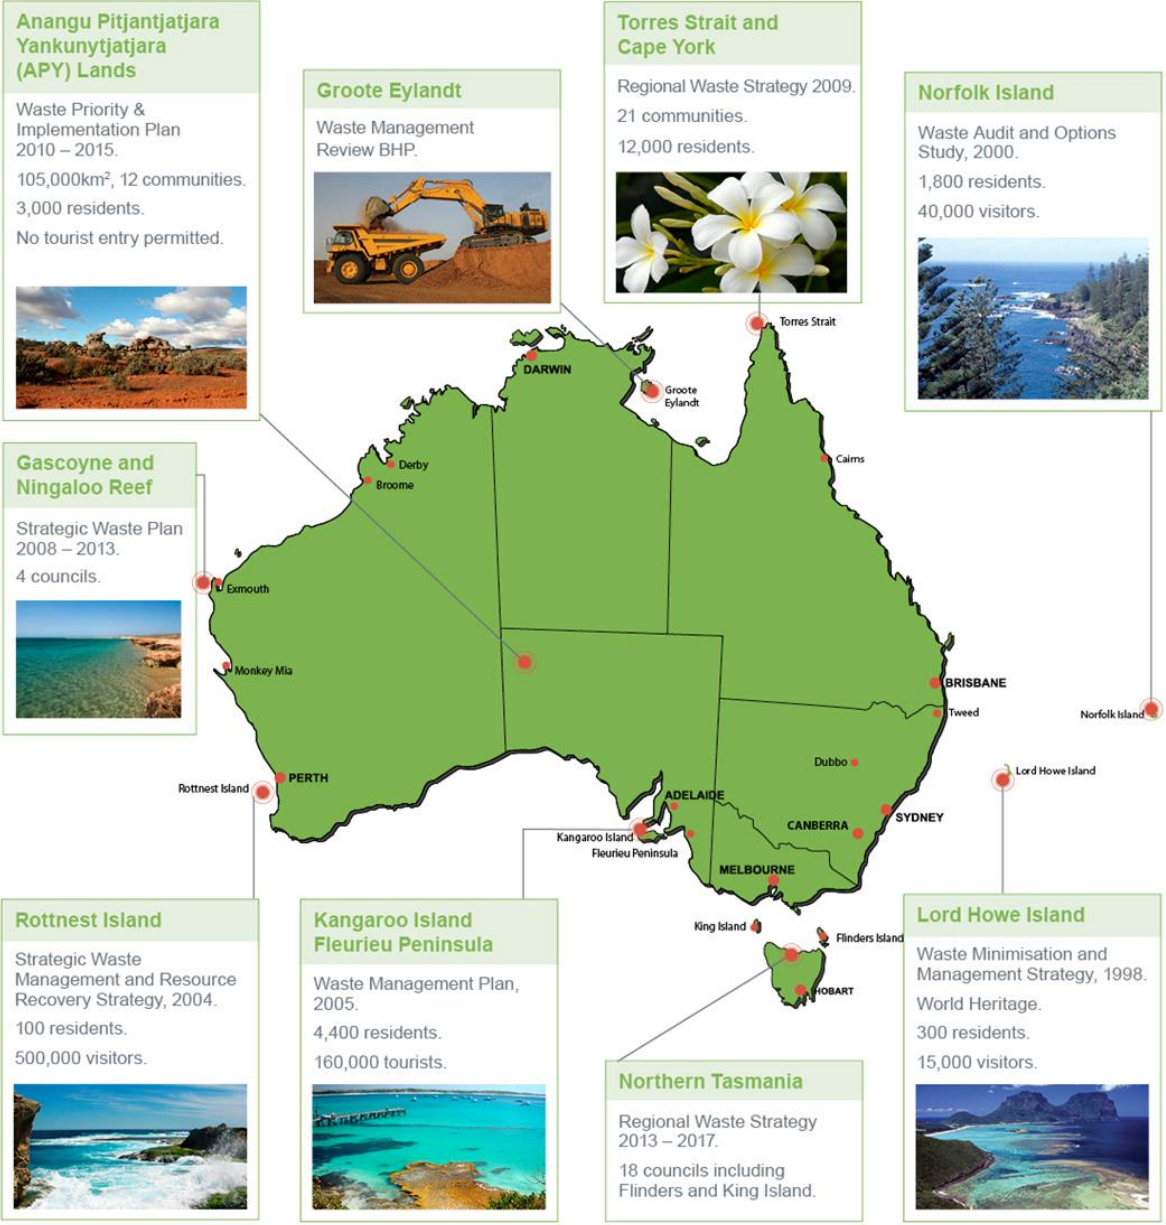 Anangu Pitjantjatjara
Yankunytjatjara
(APY) Lands
Waste Priority &
Implementation Plan
2010 – 2015.
105,000km², 12 communities.
3,000 residents.
No tourist entry permitted.
Groote Eylandt
Waste Management
Review BHP.
Torres Strait and
Cape York
Regional Waste Strategy 2009.
21 communities.
12,000 residents.
Norfolk Island
Waste Audit and Options
Study, 2000.
1,800 residents.
40,000 visitors.
Gascoyne and
Ningaloo Reef
Strategic Waste Plan
2008 – 2013.
4 councils.
Torres Strait
DARWIN
Groote
Eylandt
Cairns
Derby
Broome
Exmouth
Monkey Mia
BRISBANE
Tweed
Norfolk Island
Dubbo
Lord Howe Island
PERTH
Rottnest Island
ADELAIDE
SYDNEY
CANBERRA
Kangaroo Island
Fleurieu Peninsula
MELBOURNE
King Island
Flinders Island
HOBART
Rottnest Island
Strategic Waste
Management and Resource
Recovery Strategy, 2004.
100 residents.
500,000 visitors.
Kangaroo Island
Fleurieu Peninsula
Waste Management Plan,
2005.
4,400 residents.
160,000 tourists.
Northern Tasmania
Regional Waste Strategy
2013 – 2017.
18 councils including
Flinders and King Island.
Lord Howe Island
Waste Minimisation and
Management Strategy, 1998.
World Heritage.
300 residents.
15,000 visitors.